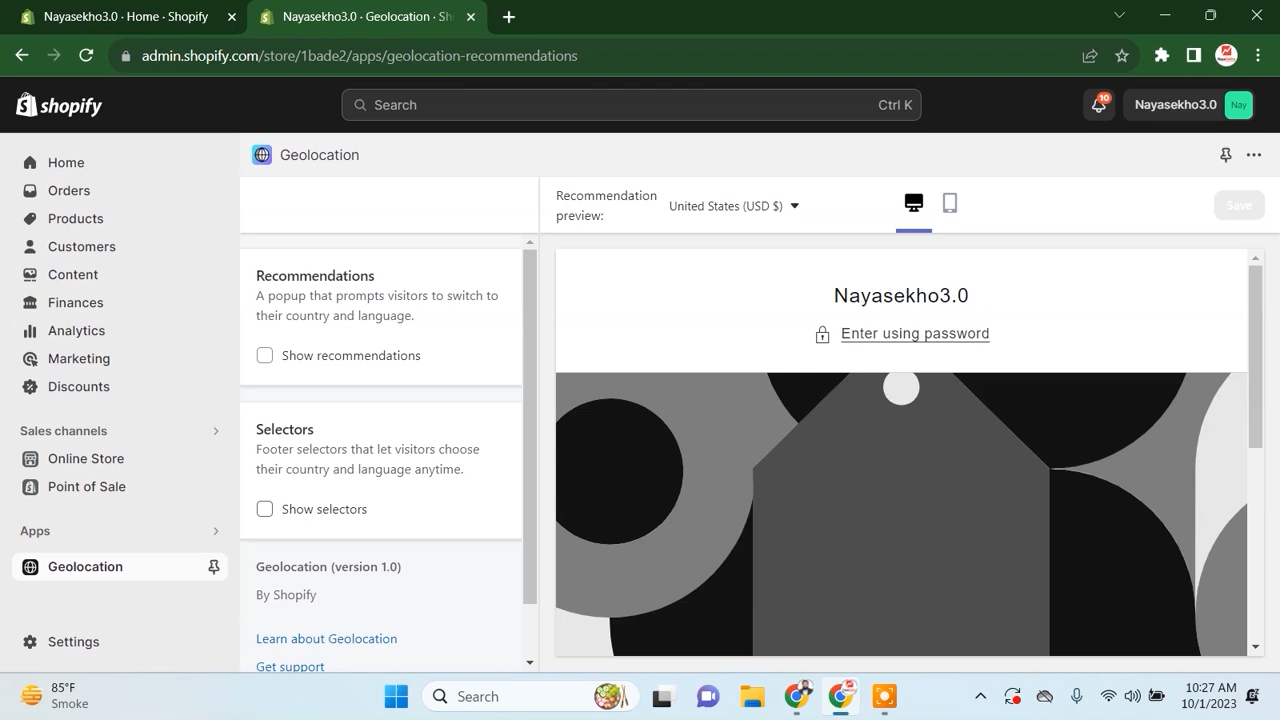 Nayasekho3.0 · Home · Shopify
Nayasekho3.0 · Geolocation · Sh
admin.shopify.com/store/1bade2/apps/geolocation-recommendations
shopify
Search
Ctrl K
10
Nayasekho3.0
Nay
Home
Orders
Products
Customers
Content
Finances
Analytics
Marketing
Discounts
Sales channels
Online Store
Point of Sale
Apps
Geolocation
Settings
Geolocation
Recommendations
A popup that prompts visitors to switch to
their country and language.
Show recommendations
Selectors
Footer selectors that let visitors choose
their country and language anytime.
Show selectors
Geolocation (version 1.0)
By Shopify
Learn about Geolocation
Get support
Recommendation
preview:
United States (USD $)
Save
Nayasekho3.0
Enter using password
85°F
Smoke
Search
10:27 AM
10/1/2023